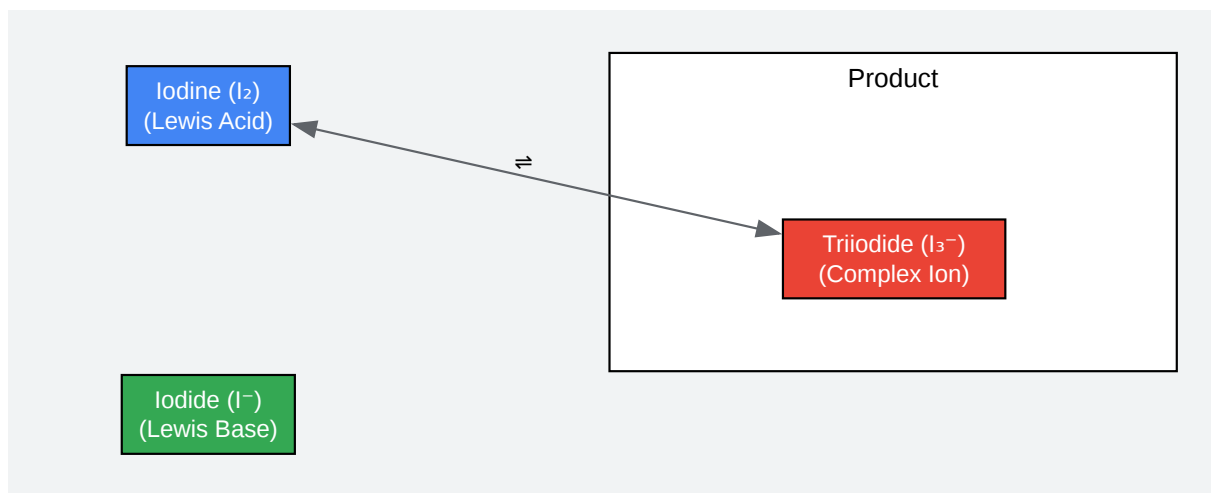 Iodine (I₂)
(Lewis Acid)
Product
⇌
Triiodide (I₃⁻)
(Complex Ion)
Iodide (I⁻)
(Lewis Base)